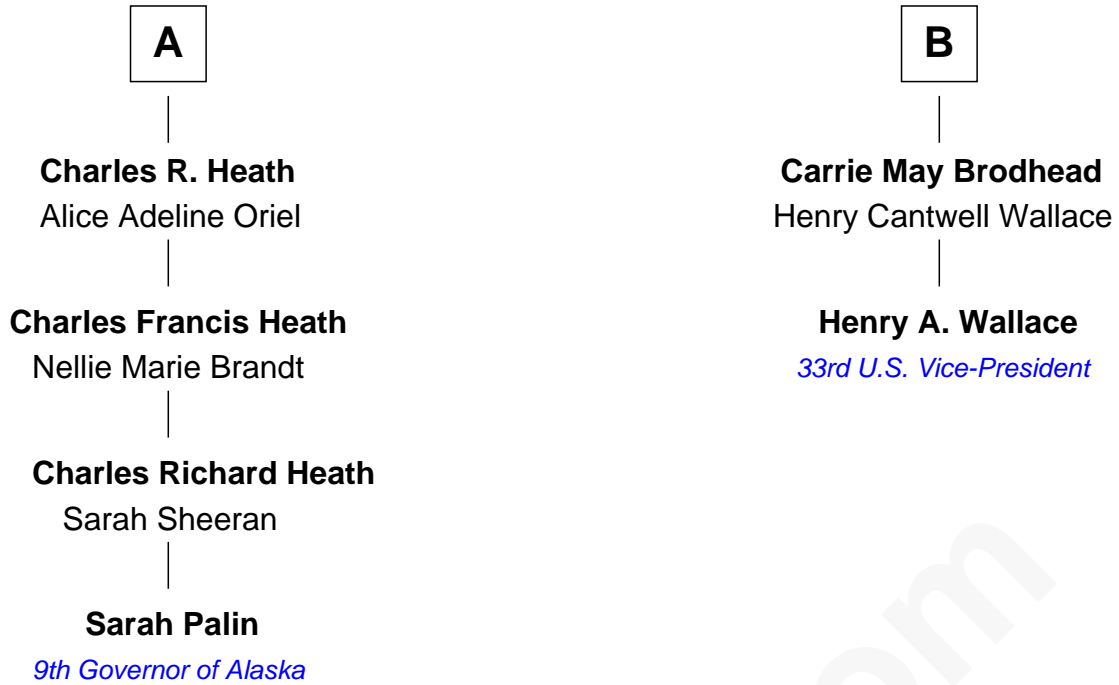 A
Charles R. Heath
Alice Adeline Oriel
Charles Francis Heath
Nellie Marie Brandt
Charles Richard Heath
Sarah Sheeran
Sarah Palin
9th Governor of Alaska
B
Carrie May Brodhead
Henry Cantwell Wallace
Henry A. Wallace
33rd U.S. Vice-President
om